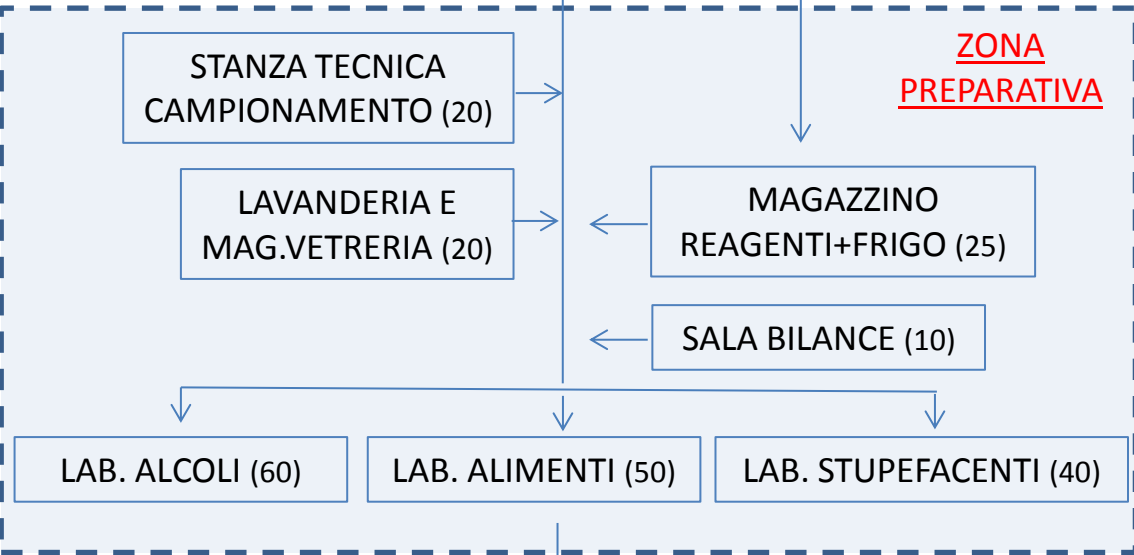 ZONA
PREPARATIVA
STANZA TECNICA
CAMPIONAMENTO (20)
LAVANDERIA E
MAG.VETRERIA (20)
MAGAZZINO
REAGENTI+FRIGO (25)
SALA BILANCE (10)
LAB. ALCOLI (60)
LAB. ALIMENTI (50)
LAB. STUPEFACENTI (40)